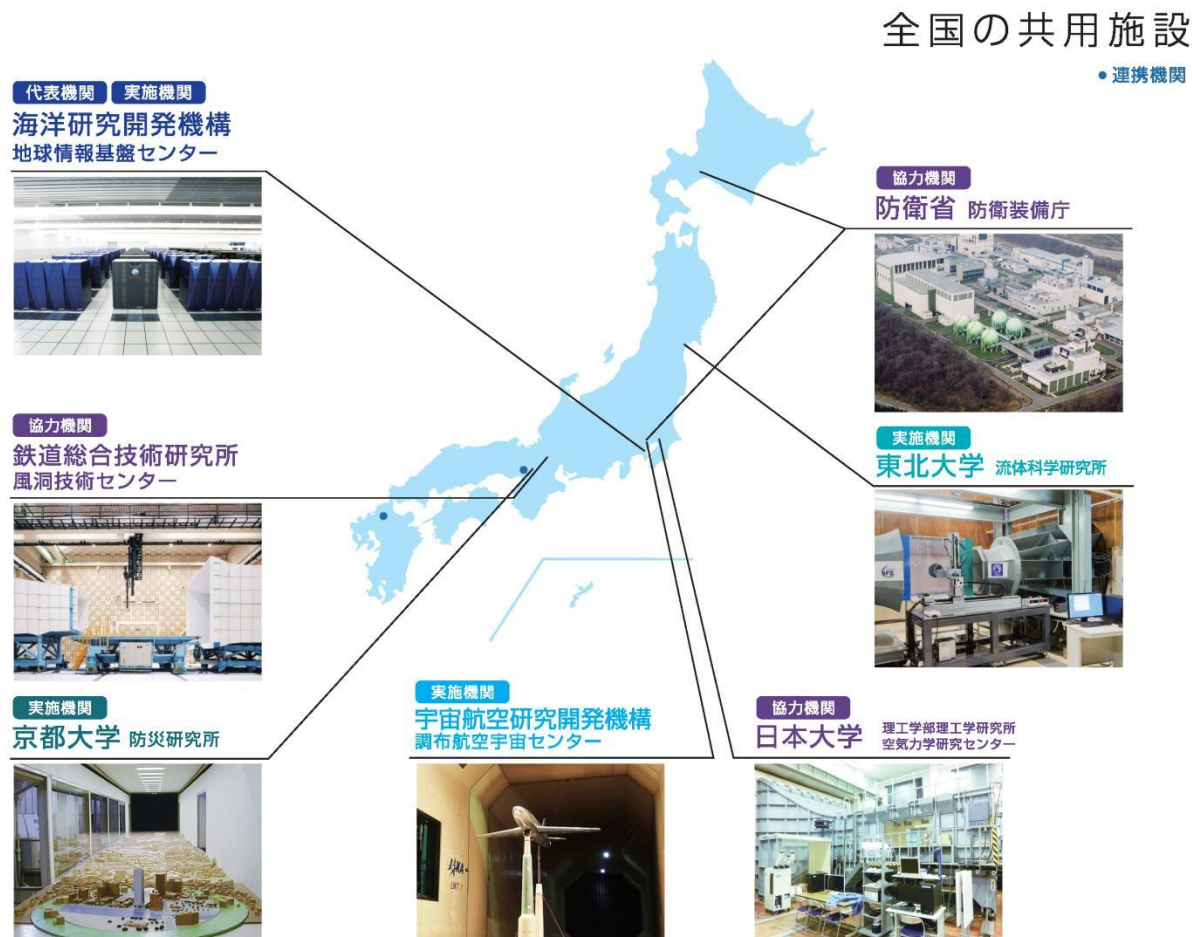 全国の共用施設
● 連携機関
代表機関 実施機関
海洋研究開発機構
地球情報基盤センター
協力機関
防衛省 防衛装備庁
協力機関
鉄道総合技術研究所
風洞技術センター
実施機関
東北大学 流体科学研究所
実施機関
京都大学 防災研究所
実施機関
宇宙航空研究開発機構
調布航空宇宙センター
協力機関
日本大学 理工学部理工学研究所
空気力学研究センター